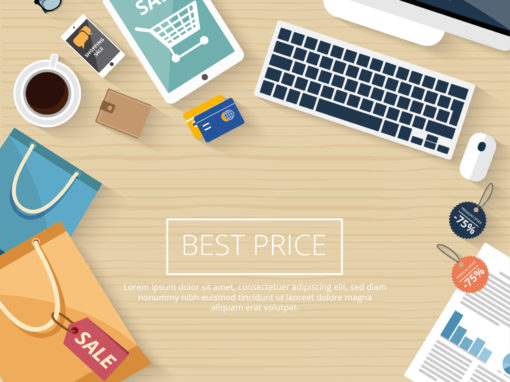 SALE
SHOPPING
SALE
-75%
-75%
BEST PRICE
Lorem ipsum dolor sit amet, consectetuer adipiscing elit, sed diam
nonummy nibh euismod tincidunt ut laoreet dolore magna
aliquam erat volutpat.
SALE